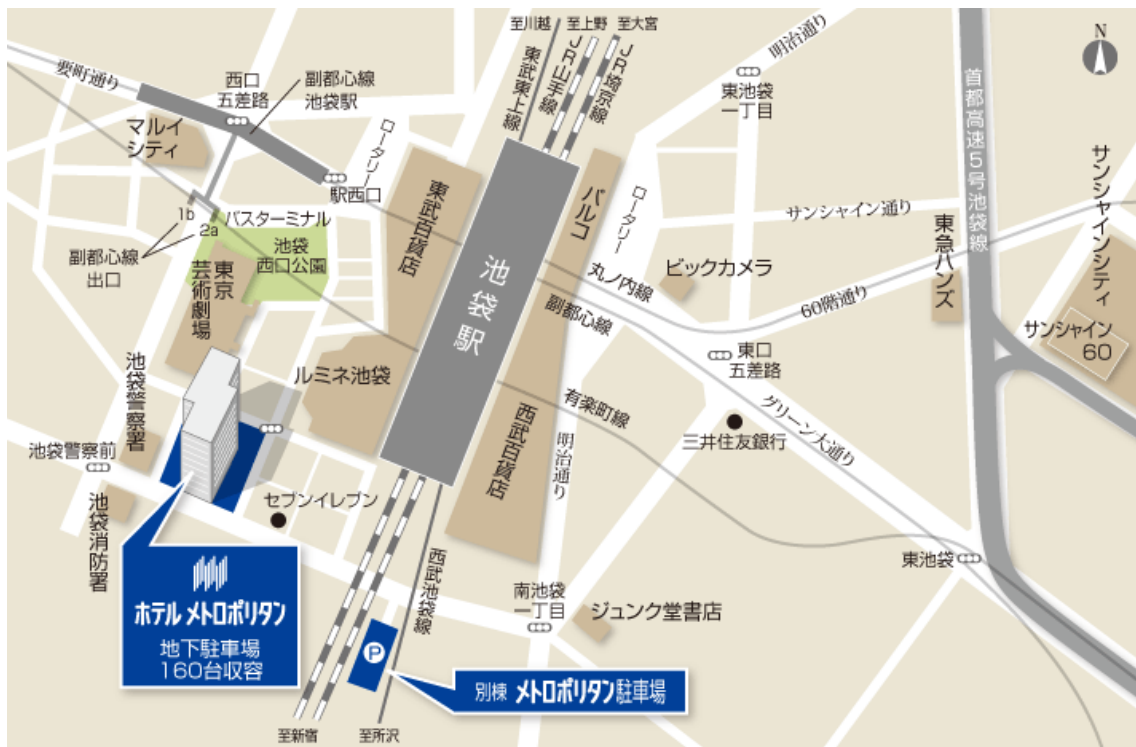 至川越
至上野
至大宮
東武東上線
JR山手線
JR埼京線
明治通り
N
要町通り
西口
五差路
副都心線
池袋駅
東池袋
一丁目
首都高速5号池袋線
マルイ
シティ
ロータリー
駅西口
東武百貨店
パルコ
ロータリー
サンシャイン通り
サンシャインシティ
1b
2a
バスターミナル
池袋
西口公園
副都心線
出口
東京
芸術劇場
池袋駅
丸ノ内線
副都心線
ビックカメラ
60階通り
東急ハンズ
サンシャイン
60
東口
五差路
池袋警察署
ルミネ池袋
有楽町線
グリーン大通り
三井住友銀行
西武百貨店
明治通り
池袋警察前
セブンイレブン
池袋消防署
西武池袋線
東池袋
南池袋
一丁目
ジュンク堂書店
ホテル メトロポリタン
地下駐車場
160台収容
P
別棟 メトロポリタン駐車場
至新宿
至所沢